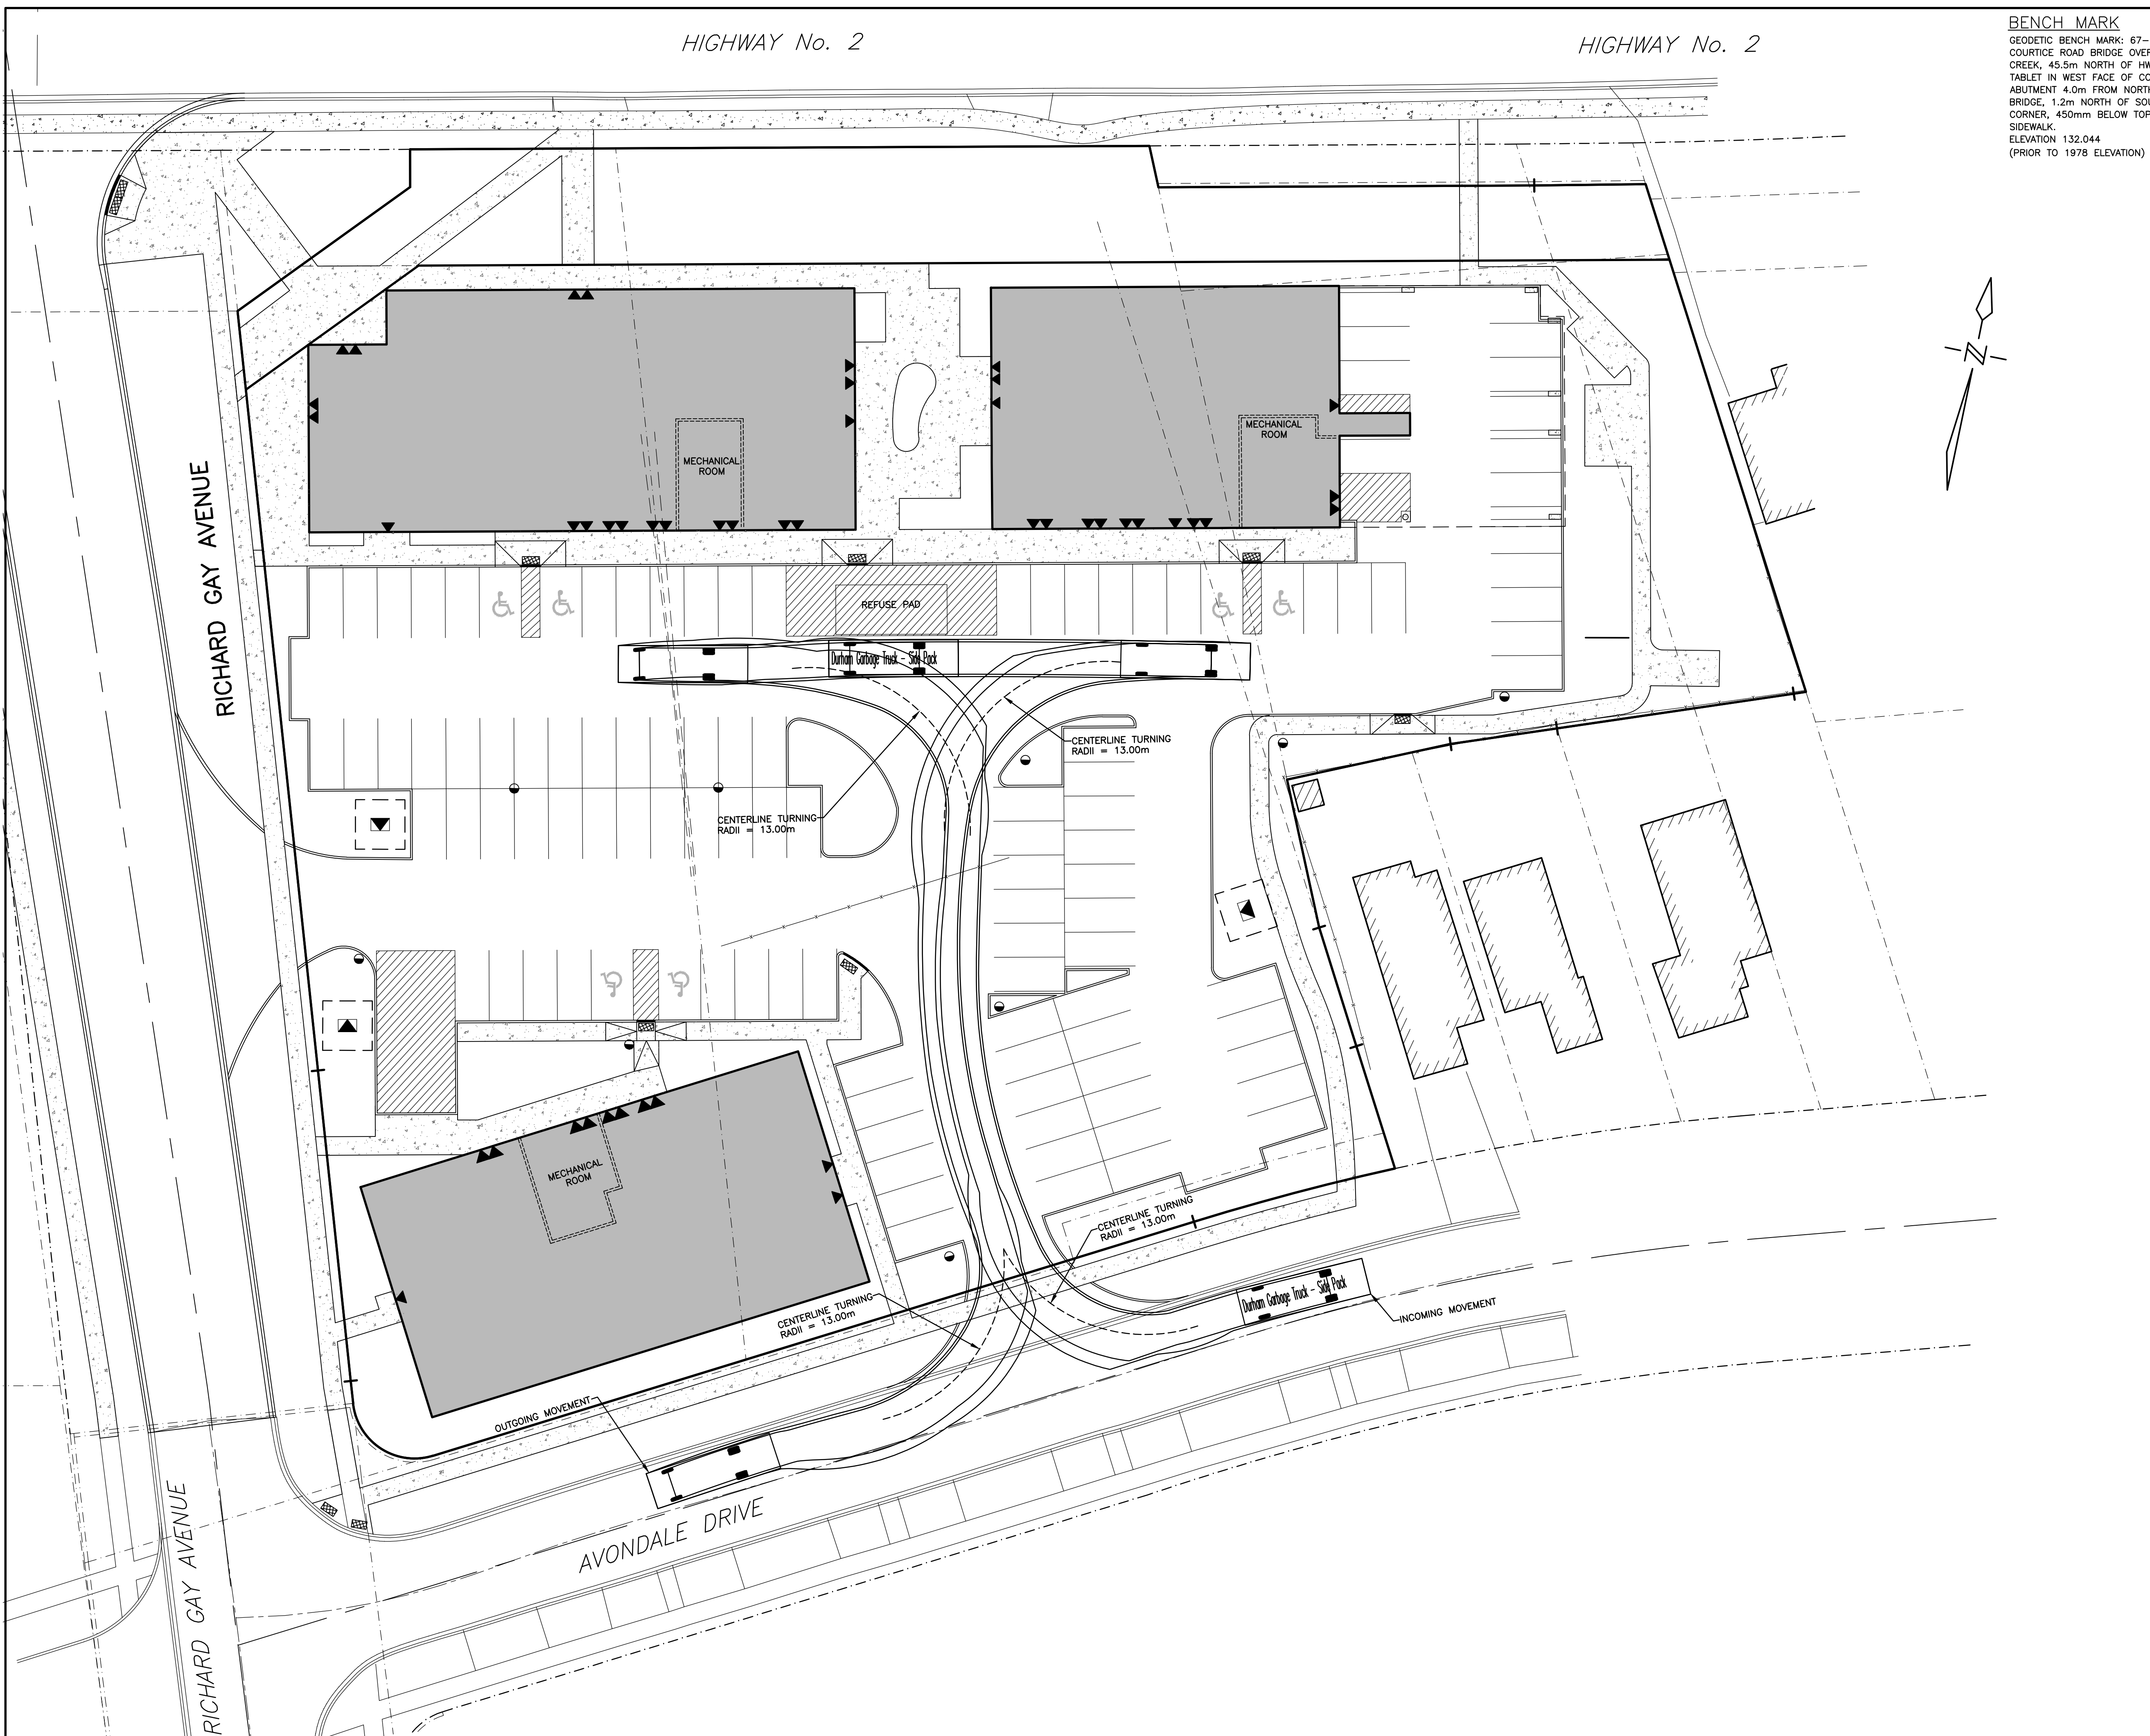 HIGHWAY No. 2
HIGHWAY No. 2
BENCH MARK
GEODETIC BENCH MARK: 67-
COURTICE ROAD BRIDGE OVER
CREEK, 45.5m NORTH OF HW
TABLET IN WEST FACE OF CO
ABUTMENT 4.0m FROM NORTH
BRIDGE, 1.2m NORTH OF SOU
CORNER, 450mm BELOW TOP
SIDEWALK.
ELEVATION 132.044
(PRIOR TO 1978 ELEVATION)
N
MECHANICAL
ROOM
MECHANICAL
ROOM
RICHARD GAY AVENUE
REFUSE PAD
Durham Garbage Truck - Side Pack
CENTERLINE TURNING
RADII = 13.00m
CENTERLINE TURNING
RADII = 13.00m
MECHANICAL
ROOM
CENTERLINE TURNING
RADII = 13.00m
CENTERLINE TURNING
RADII = 13.00m
Durham Garbage Truck - Side Pack
INCOMING MOVEMENT
OUTGOING MOVEMENT
AVONDALE DRIVE
RICHARD GAY AVENUE